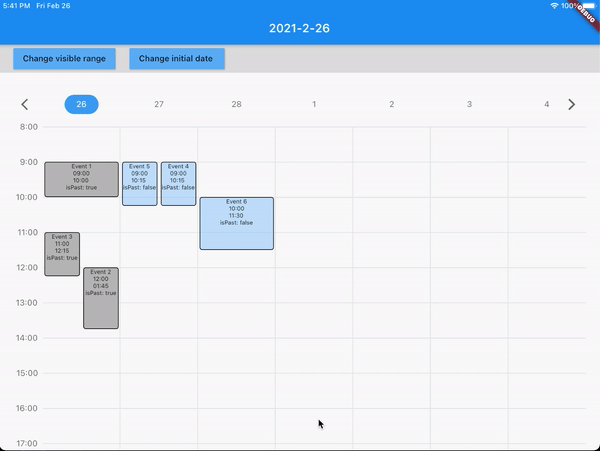 5:41 PM Fri Feb 26
100%
DEBUG
2021-2-26
Change visible range
Change initial date
26 27 28 1 2 3 4
8:00
9:00
Event 1
09:00
10:00
isPast: true
Event 5
09:00
10:15
isPast: false
Event 4
09:00
10:15
isPast: false
10:00
Event 6
10:00
11:30
isPast: false
11:00
Event 3
11:00
12:15
isPast: true
12:00
Event 2
12:00
01:45
isPast: true
13:00
14:00
15:00
16:00
17:00